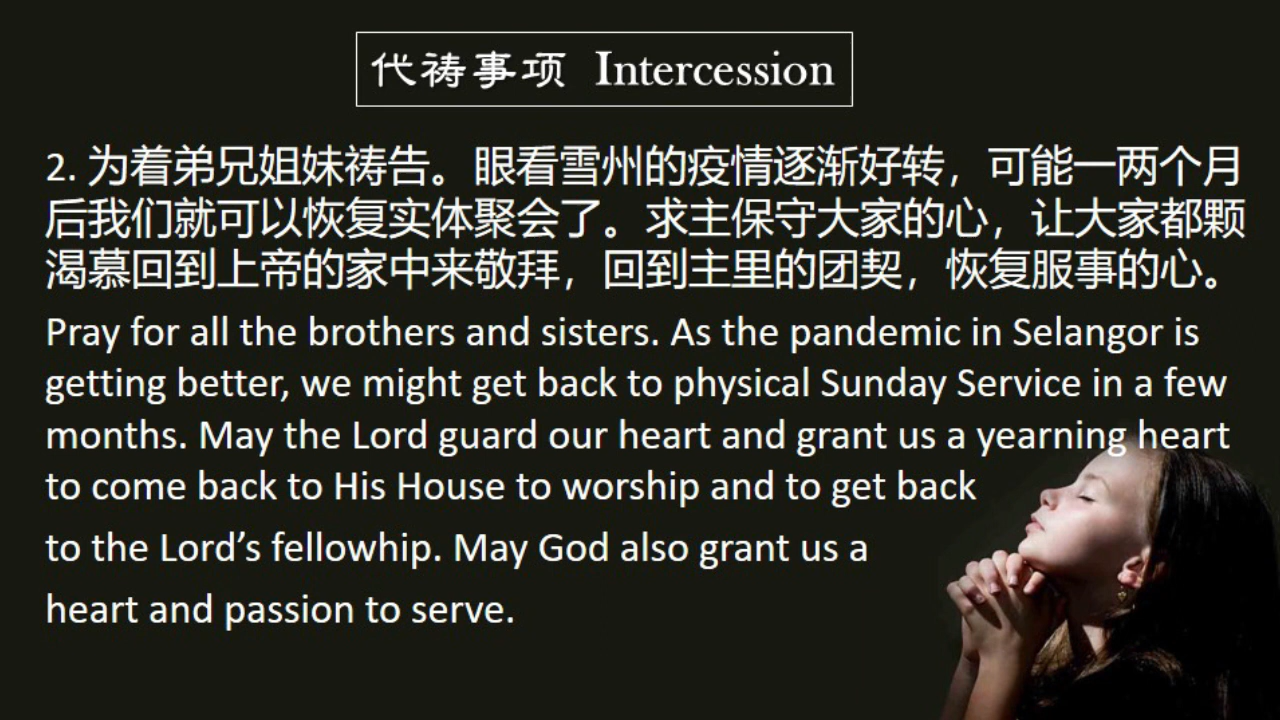 代祷事项 Intercession
2. 为着弟兄姐妹祷告。眼看雪州的疫情逐渐好转，可能一两个月
后我们就可以恢复实体聚会了。求主保守大家的心，让大家都颗
渴慕回到上帝的家中来敬拜，回到主里的团契，恢复服事的心。
Pray for all the brothers and sisters. As the pandemic in Selangor is
getting better, we might get back to physical Sunday Service in a few
months. May the Lord guard our heart and grant us a yearning heart
to come back to His House to worship and to get back
to the Lord’s fellowhip. May God also grant us a
heart and passion to serve.